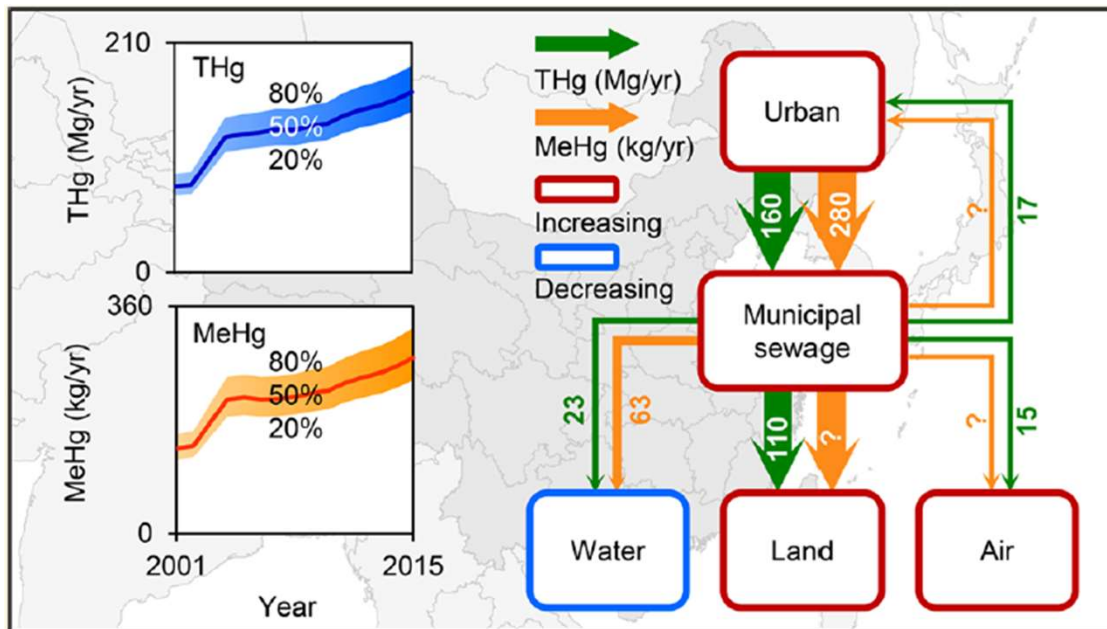 210
THg
80%
50%
20%
THg (Mg/yr)
0
360
MeHg
80%
50%
20%
MeHg (kg/yr)
0
2001
2015
Year
THg (Mg/yr)
MeHg (kg/yr)
Increasing
Decreasing
Urban
160
280
?
17
Municipal
sewage
23
63
110
?
?
15
Water
Land
Air